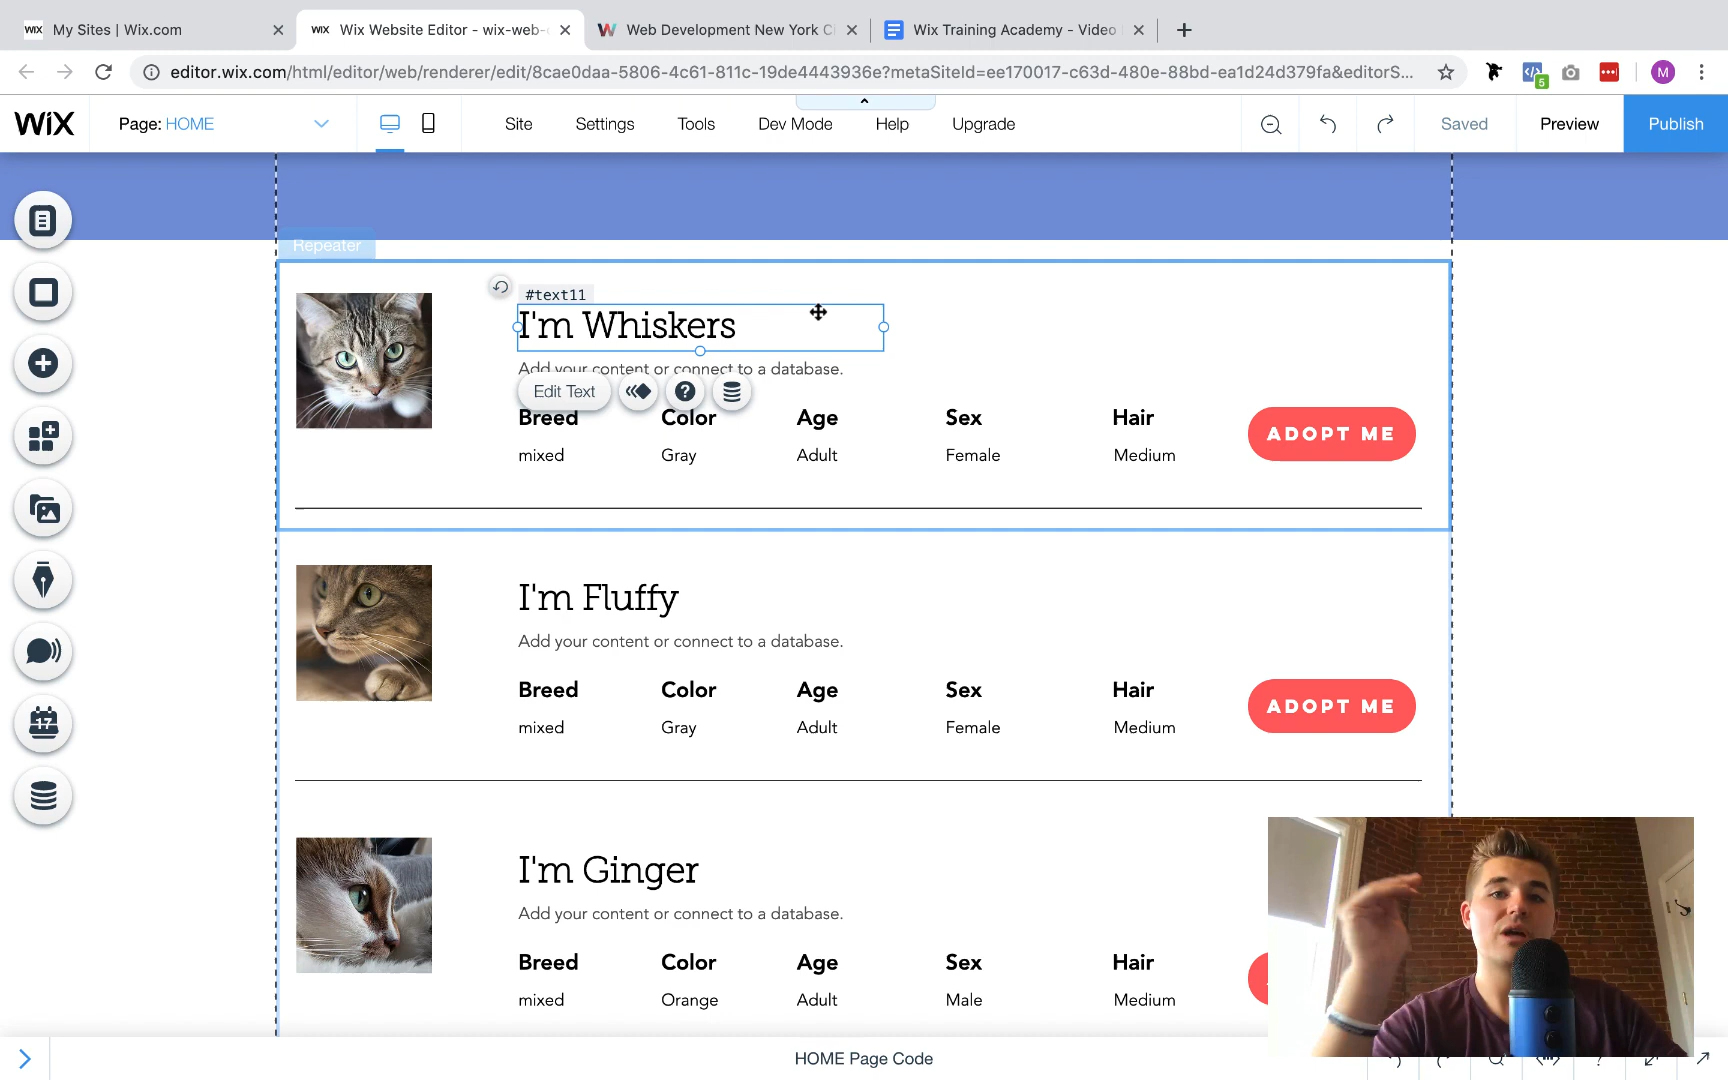 WIX My Sites | Wix.com
WIX Wix Website Editor - wix-web-
Web Development New York C
Wix Training Academy - Video
editor.wix.com/html/editor/web/renderer/edit/8cae0daa-5806-4c61-811c-19de4443936e?metaSiteId=ee170017-c63d-480e-88bd-ea1d24d379fa&editorS...
5
M
WiX
Page: HOME
Site
Settings
Tools
Dev Mode
Help
Upgrade
Saved
Preview
Publish
Repeater
#text11
I'm Whiskers
Add your content or connect to a database.
Edit Text
?
Breed Color Age Sex Hair
ADOPT ME
mixed Gray Adult Female Medium
I'm Fluffy
Add your content or connect to a database.
Breed Color Age Sex Hair
ADOPT ME
mixed Gray Adult Female Medium
17
I'm Ginger
Add your content or connect to a database.
Breed Color Age Sex Hair
mixed Orange Adult Male Medium
HOME Page Code